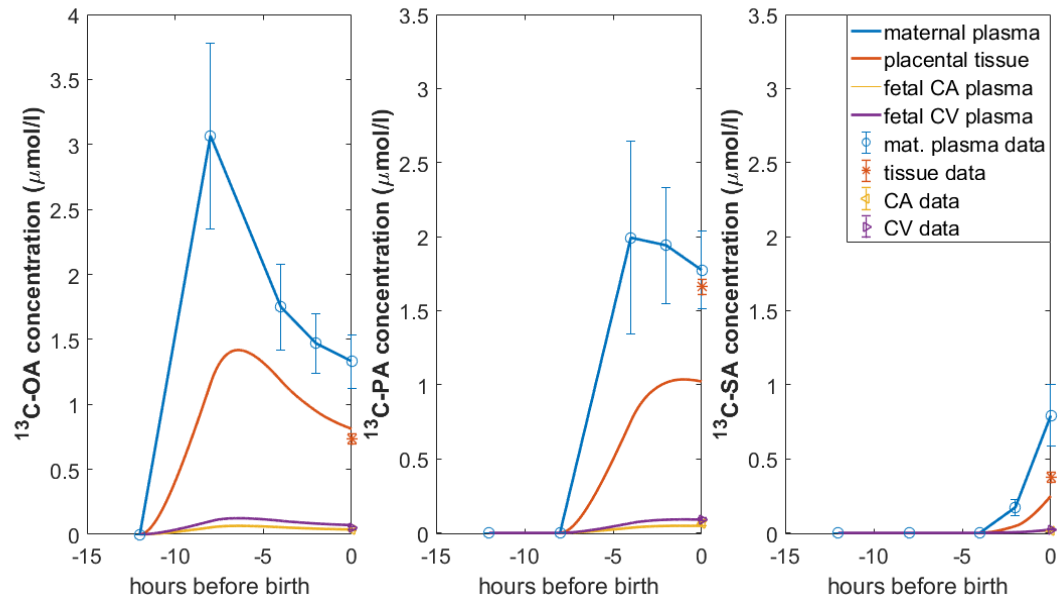 ¹³C-OA concentration (μmol/l)
4
3.5
3
2.5
2
1.5
1
0.5
0
-15
-10
-5
0
hours before birth
¹³C-PA concentration (μmol/l)
3.5
3
2.5
2
1.5
1
0.5
0
-15
-10
-5
0
hours before birth
¹³C-SA concentration (μmol/l)
3.5
3
2.5
2
1.5
1
0.5
0
-15
-10
-5
0
hours before birth
maternal plasma
placental tissue
fetal CA plasma
fetal CV plasma
mat. plasma data
tissue data
CA data
CV data